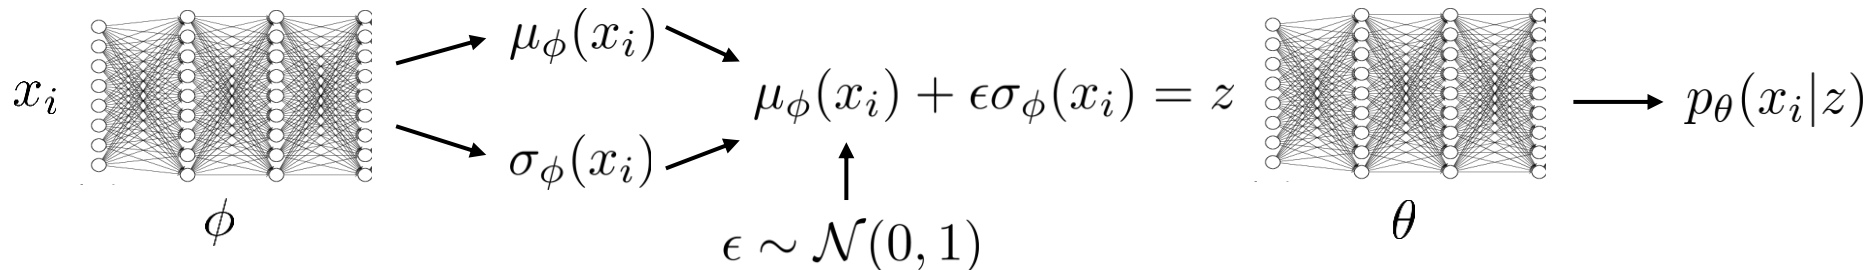 x_i
ϕ
μ_ϕ(x_i)
σ_ϕ(x_i)
μ_ϕ(x_i) + ϵσ_ϕ(x_i) = z
ϵ ∼ 𝒩(0, 1)
θ
p_θ(x_i|z)